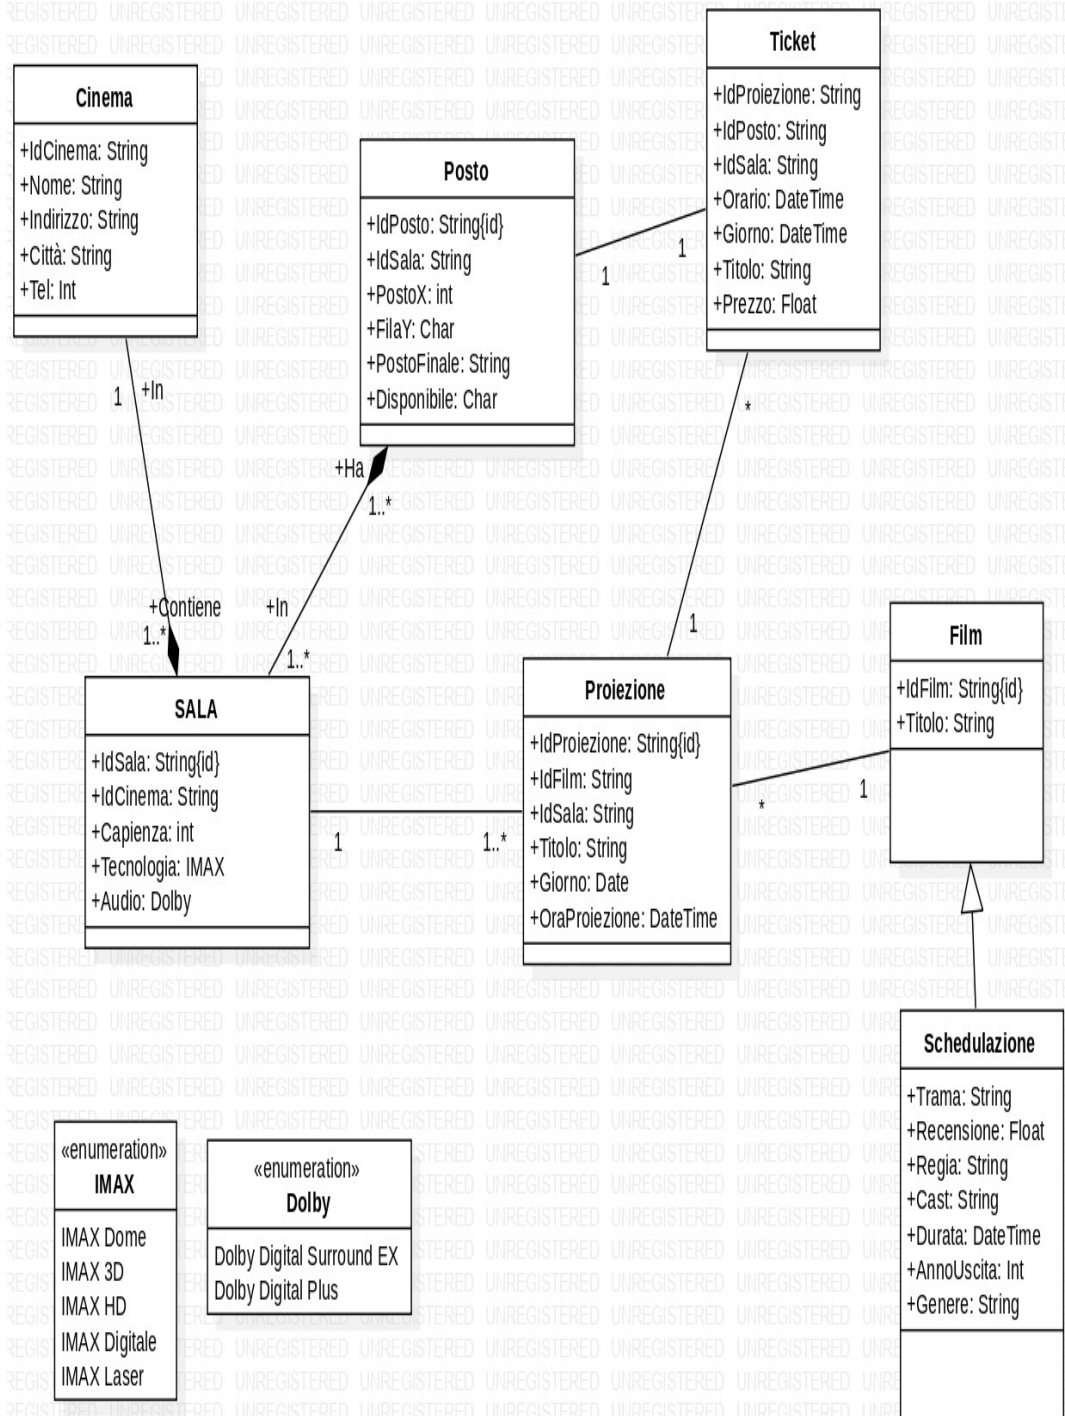 Cinema
+IdCinema: String
+Nome: String
+Indirizzo: String
+Città: String
+Tel: Int
Posto
+IdPosto: String{id}
+IdSala: String
+PostoX: int
+FilaY: Char
+PostoFinale: String
+Disponibile: Char
Ticket
+IdProiezione: String
+IdPosto: String
+IdSala: String
+Orario: DateTime
+Giorno: DateTime
+Titolo: String
+Prezzo: Float
1
1
1
+In
+Ha
1..*
*
+Contiene
1..*
+In
1..*
1
SALA
+IdSala: String{id}
+IdCinema: String
+Capienza: int
+Tecnologia: IMAX
+Audio: Dolby
1
1..*
Proiezione
+IdProiezione: String{id}
+IdFilm: String
+IdSala: String
+Titolo: String
+Giorno: Date
+OraProiezione: DateTime
*
1
Film
+IdFilm: String{id}
+Titolo: String
Schedulazione
+Trama: String
+Recensione: Float
+Regia: String
+Cast: String
+Durata: DateTime
+AnnoUscita: Int
+Genere: String
«enumeration»
IMAX
IMAX Dome
IMAX 3D
IMAX HD
IMAX Digitale
IMAX Laser
«enumeration»
Dolby
Dolby Digital Surround EX
Dolby Digital Plus
UNREGISTERED